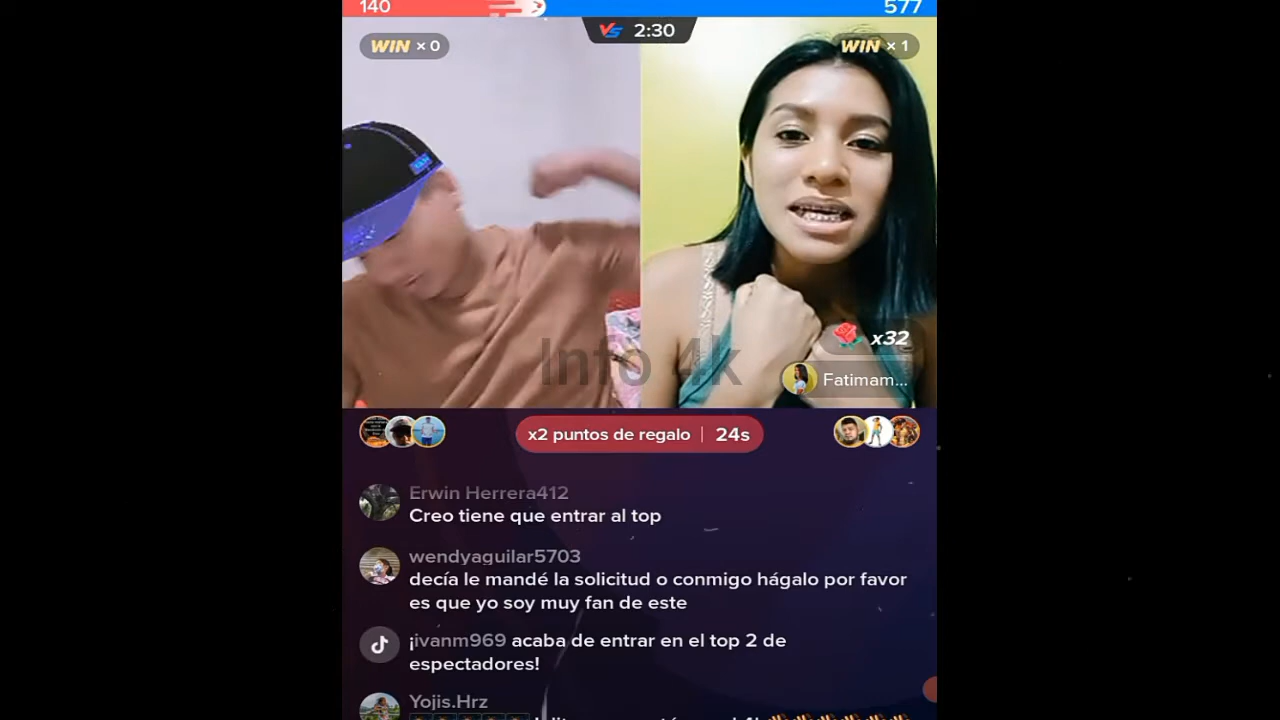 140
577
VS 2:30
WIN × 0
WIN × 1
x32
Info 4k
Fatimam...
x2 puntos de regalo | 24s
Erwin Herrera412
Creo tiene que entrar al top
wendyaguilar5703
decía le mandé la solicitud o conmigo hágalo por favor
es que yo soy muy fan de este
¡ivanm969 acaba de entrar en el top 2 de
espectadores!
Yojis.Hrz